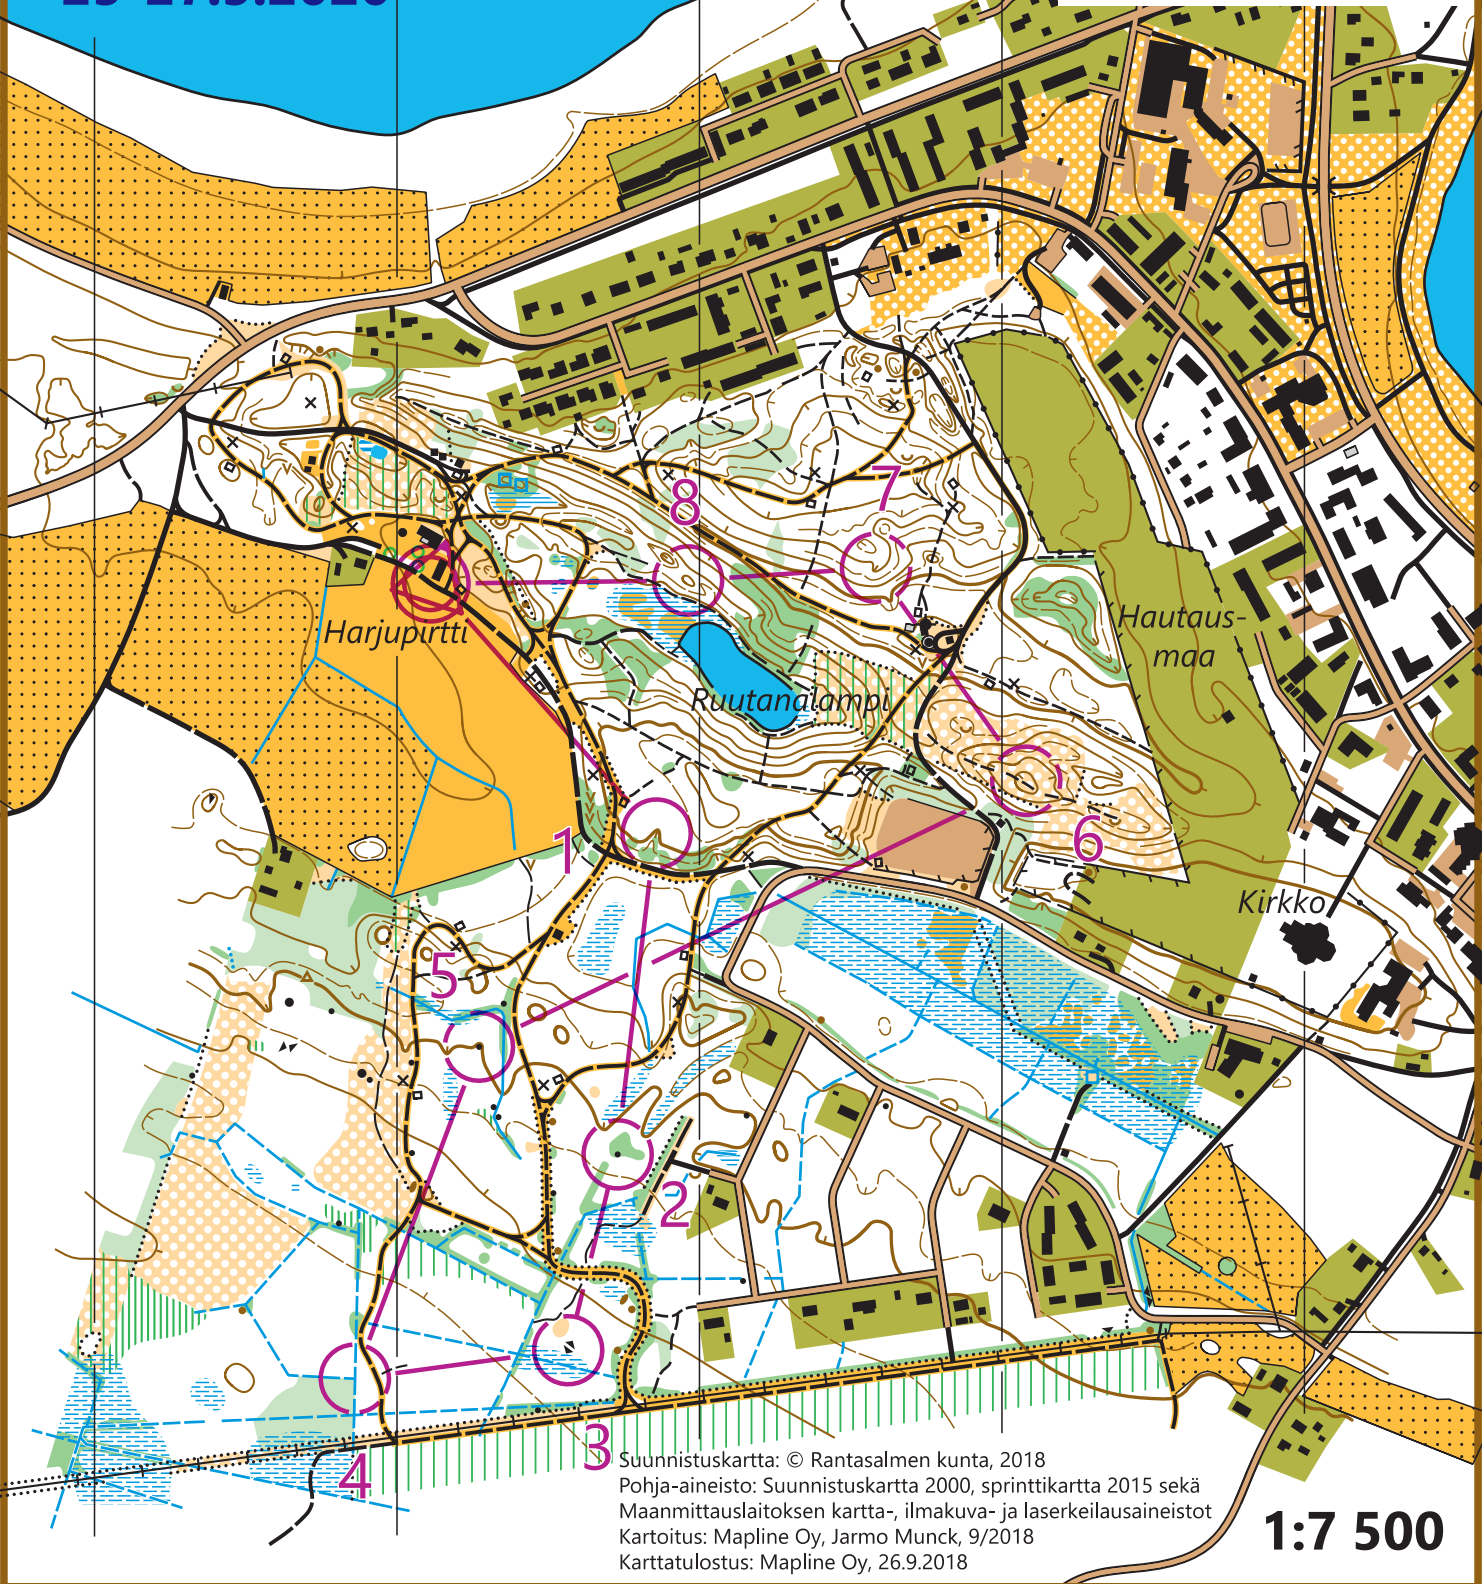 8
7
Harjupirtti
Hautaus-
maa
Ruutanalampi
1
6
Kirkko
5
2
3
4
Suunnistuskartta: © Rantasalmen kunta, 2018
Pohja-aineisto: Suunnistuskartta 2000, sprinttikartta 2015 sekä
Maanmittauslaitoksen kartta-, ilmakuva- ja laserkeilausaineistot
Kartoitus: Mapline Oy, Jarmo Munck, 9/2018
Karttatulostus: Mapline Oy, 26.9.2018
1:7 500